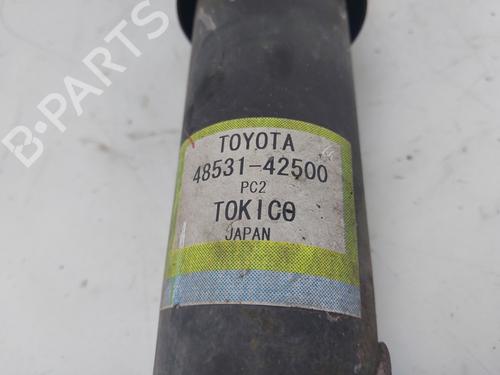 B-PARTS
TOYOTA
48531-42500
PC2
TOKICO
JAPAN